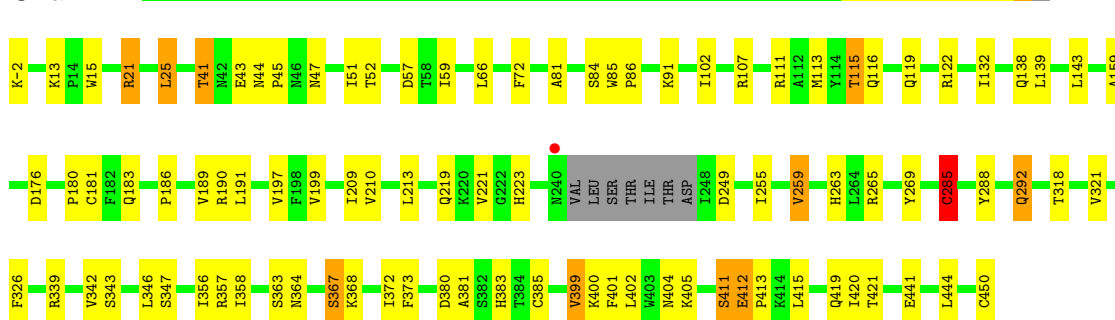 K-2 K13 P14 W15 R21 L25 T41 N42 E43 N44 P45 N46 N47 I51 T52 D57 T58 I59 L66 F72 A81 S84 W85 P86 K91 I102 R107 R111 A112 M113 Y114 T115 Q116 Q119 R122 I132 Q138 L139 L143 A159
D176 P180 C181 F182 Q183 P186 V189 R190 L191 V197 F198 V199 I209 V210 L213 Q219 K220 V221 G222 H223 N240 VAL LEU SER THR ILE THR ASP I248 D249 I255 V259 H263 L264 R265 Y269 C285 Y288 Q292 T318 V321
F326 R339 V342 S343 L346 S347 I356 R357 I358 S363 N364 S367 K368 I372 F373 D380 A381 S382 H383 T384 C385 V399 K400 F401 L402 W403 N404 K405 S411 E412 P413 K414 L415 Q419 I420 T421 E441 L444 C450